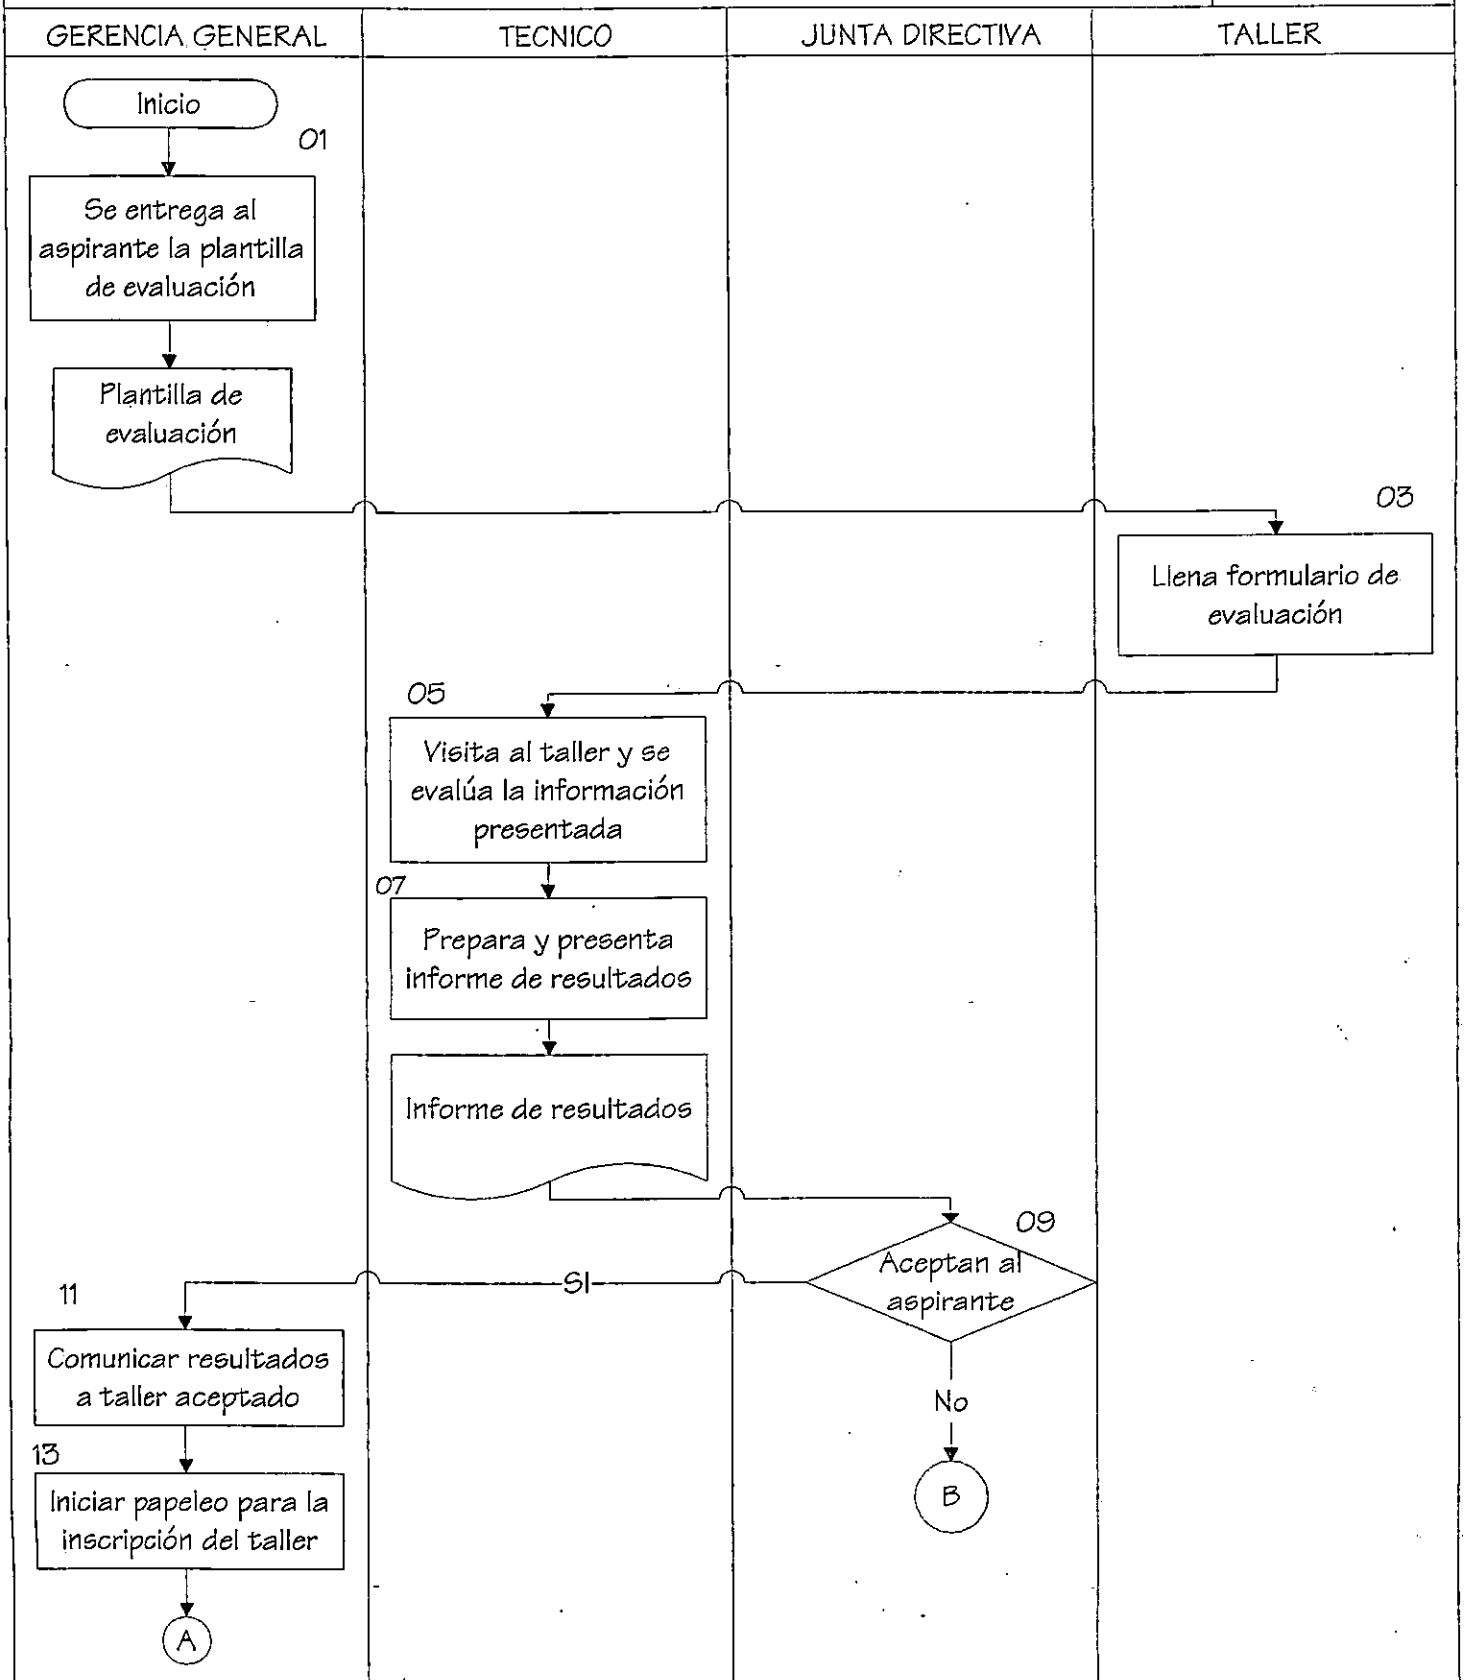 GERENCIA GENERAL
TECNICO
JUNTA DIRECTIVA
TALLER
Inicio
01
Se entrega al
aspirante la plantilla
de evaluación
Plantilla de
evaluación
03
Llena formulario de
evaluación
05
Visita al taller y se
evalúa la información
presentada
07
Prepara y presenta
informe de resultados
Informe de resultados
09
Aceptan al
aspirante
SI
11
Comunicar resultados
a taller aceptado
No
13
Iniciar papeleo para la
inscripción del taller
B
A